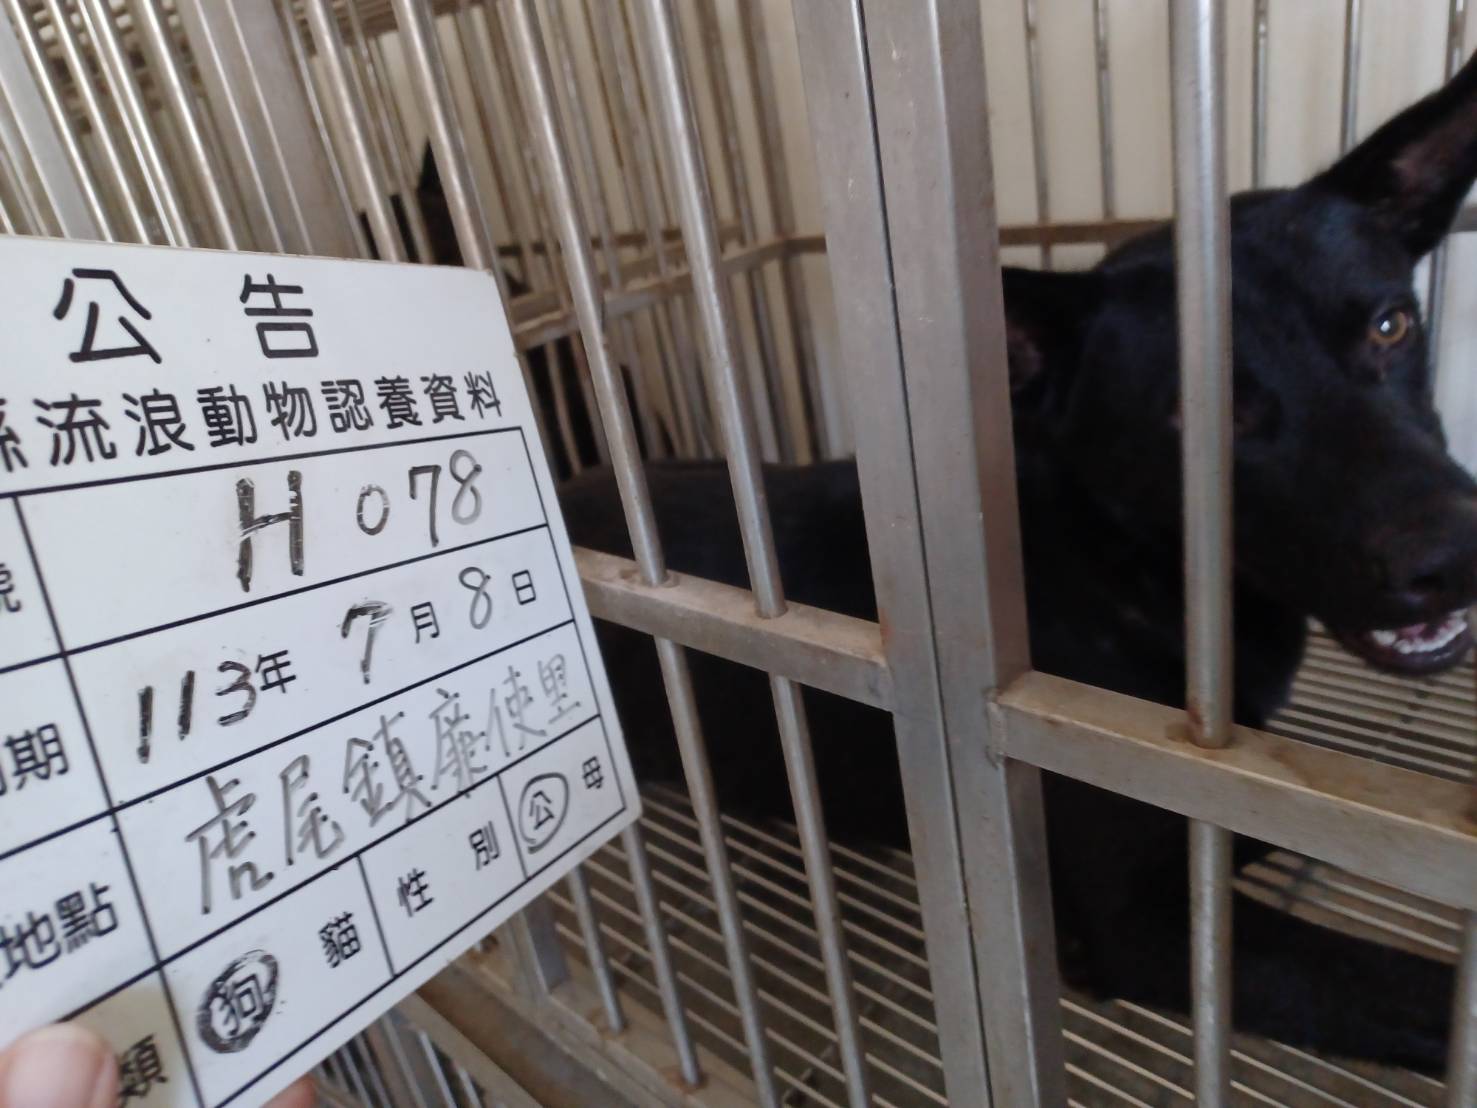 公告
縣流浪動物認養資料
號 H078
期 113年7月8日
地點 虎尾鎮廉使里
類 狗 貓 性別 公 母